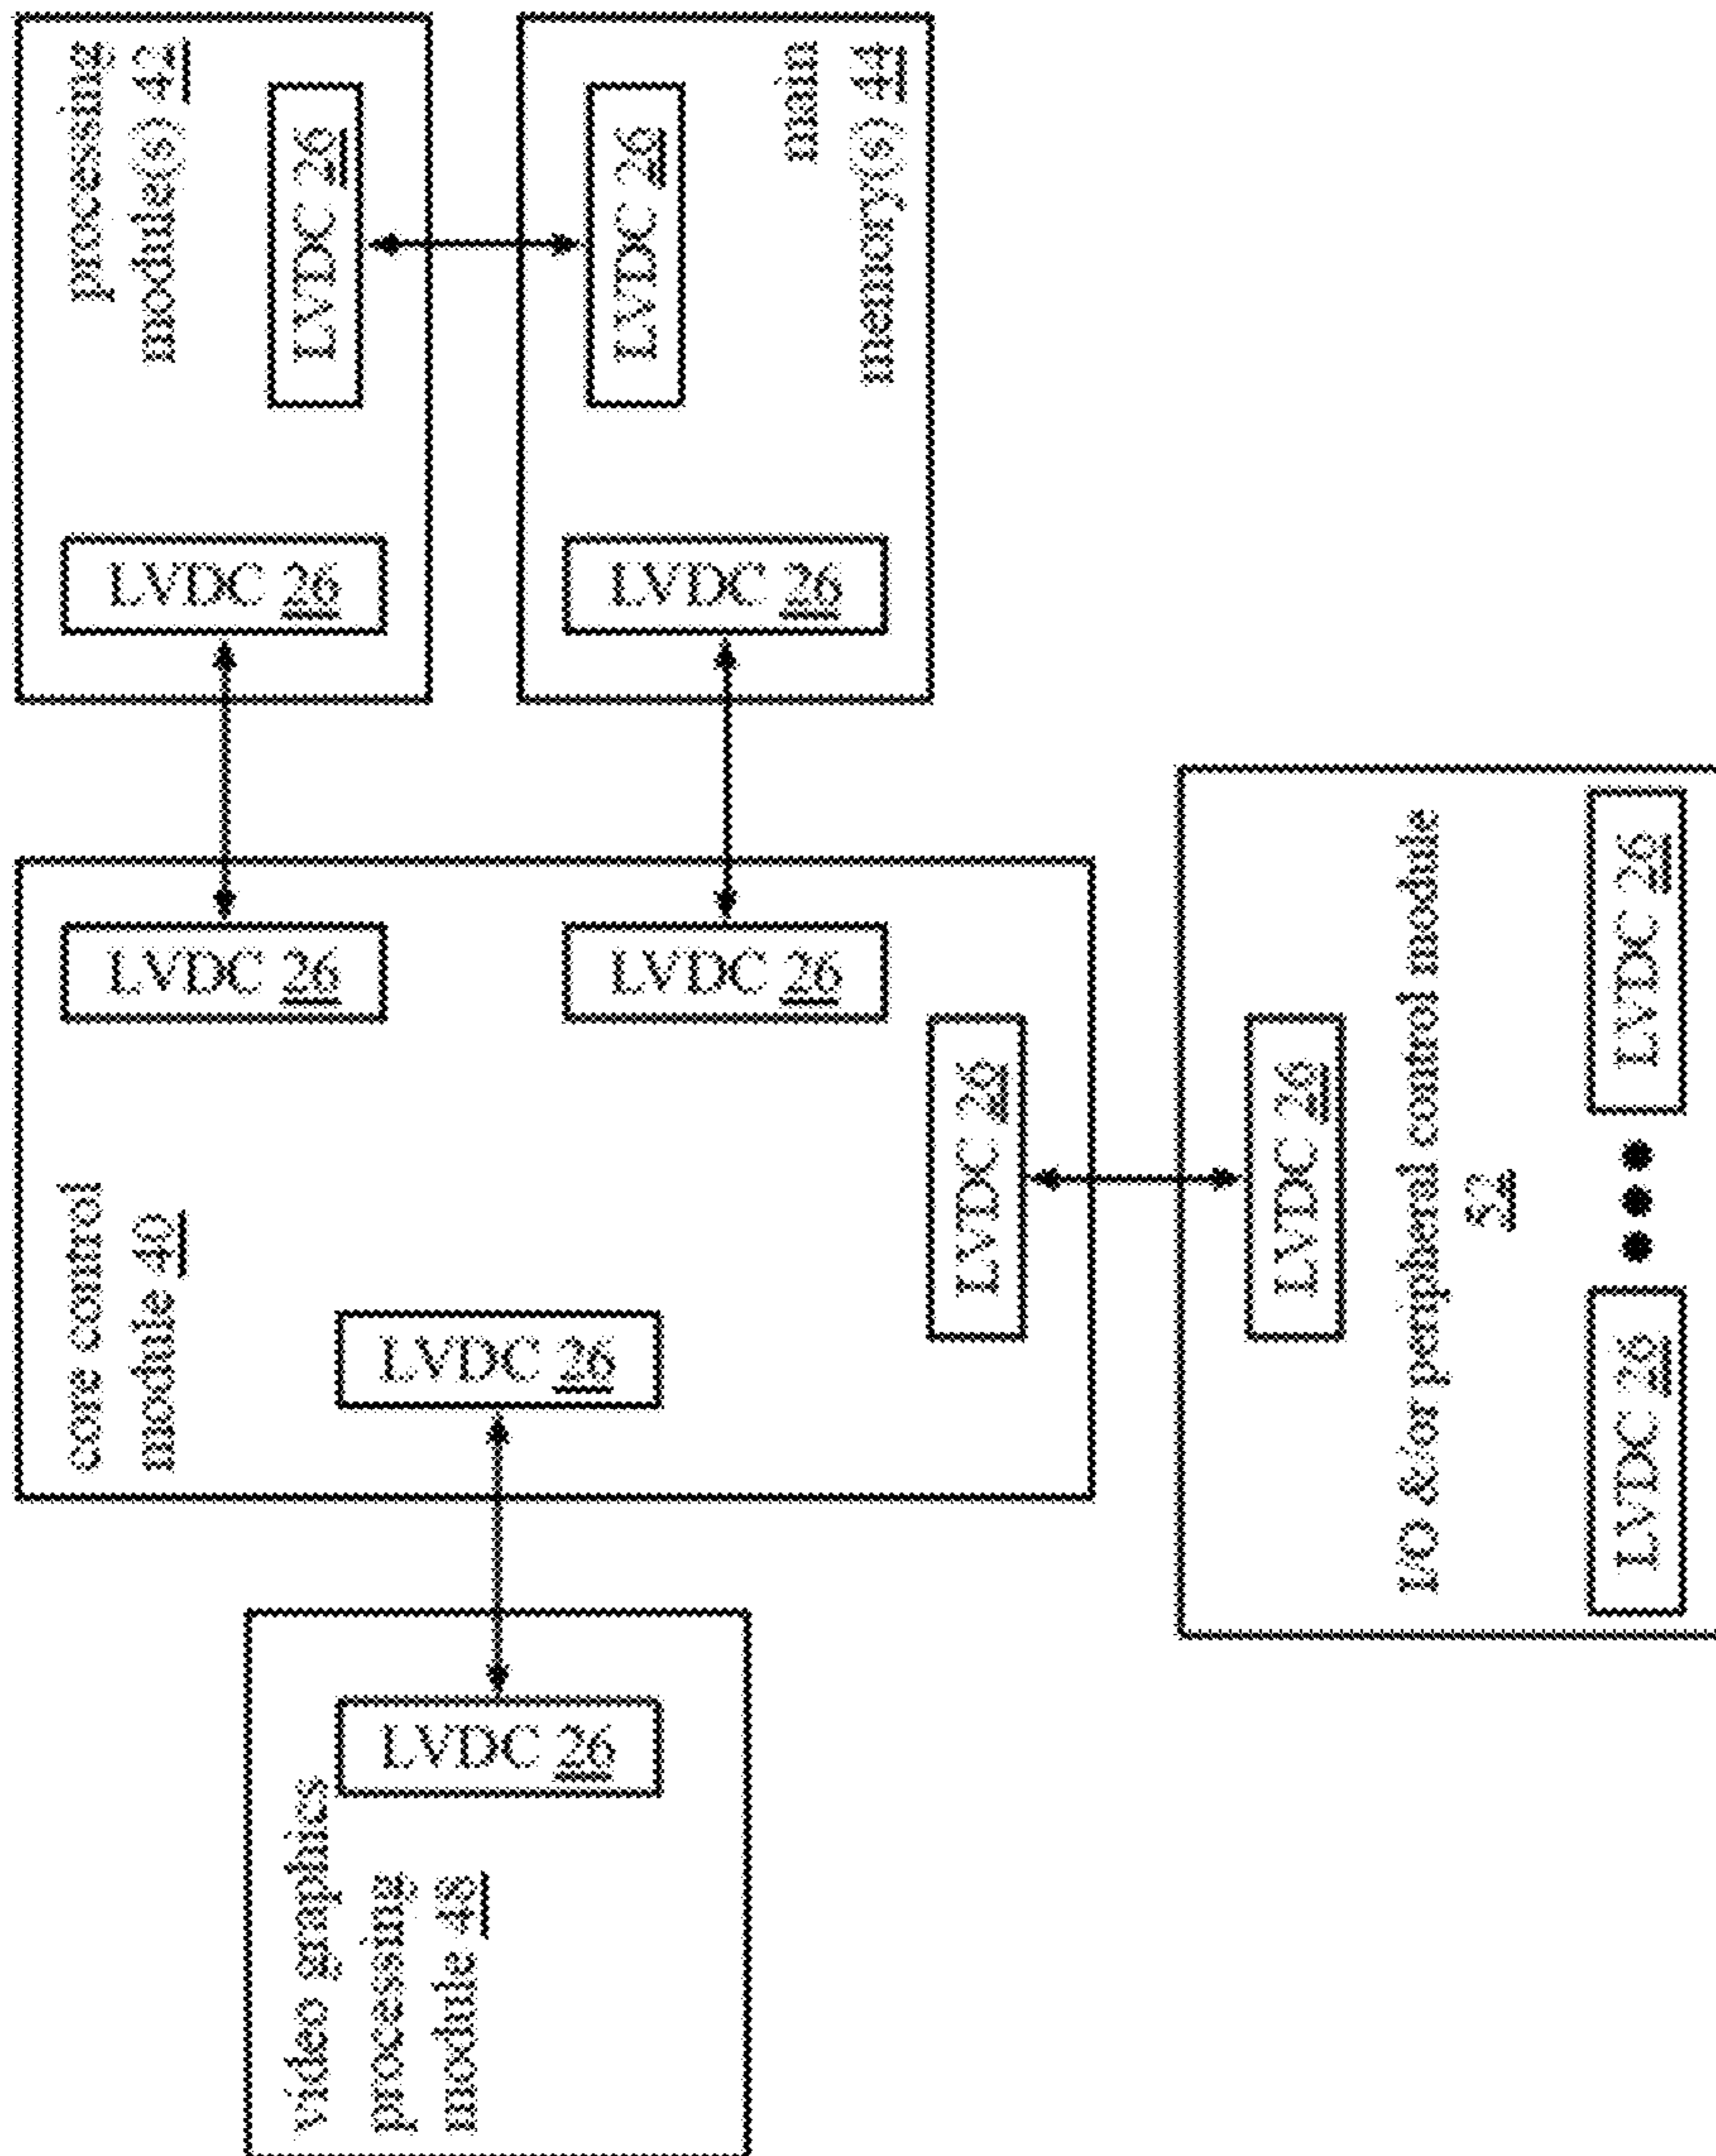 processing
module(s) 42
LVDC 26
LVDC 26
main
memory(s) 44
LVDC 26
LVDC 26
core control
module 40
LVDC 26
LVDC 26
LVDC 26
LVDC 26
video graphics
processing
module 48
LVDC 26
I/O &/or peripheral control module
52
LVDC 26
LVDC 26
LVDC 26